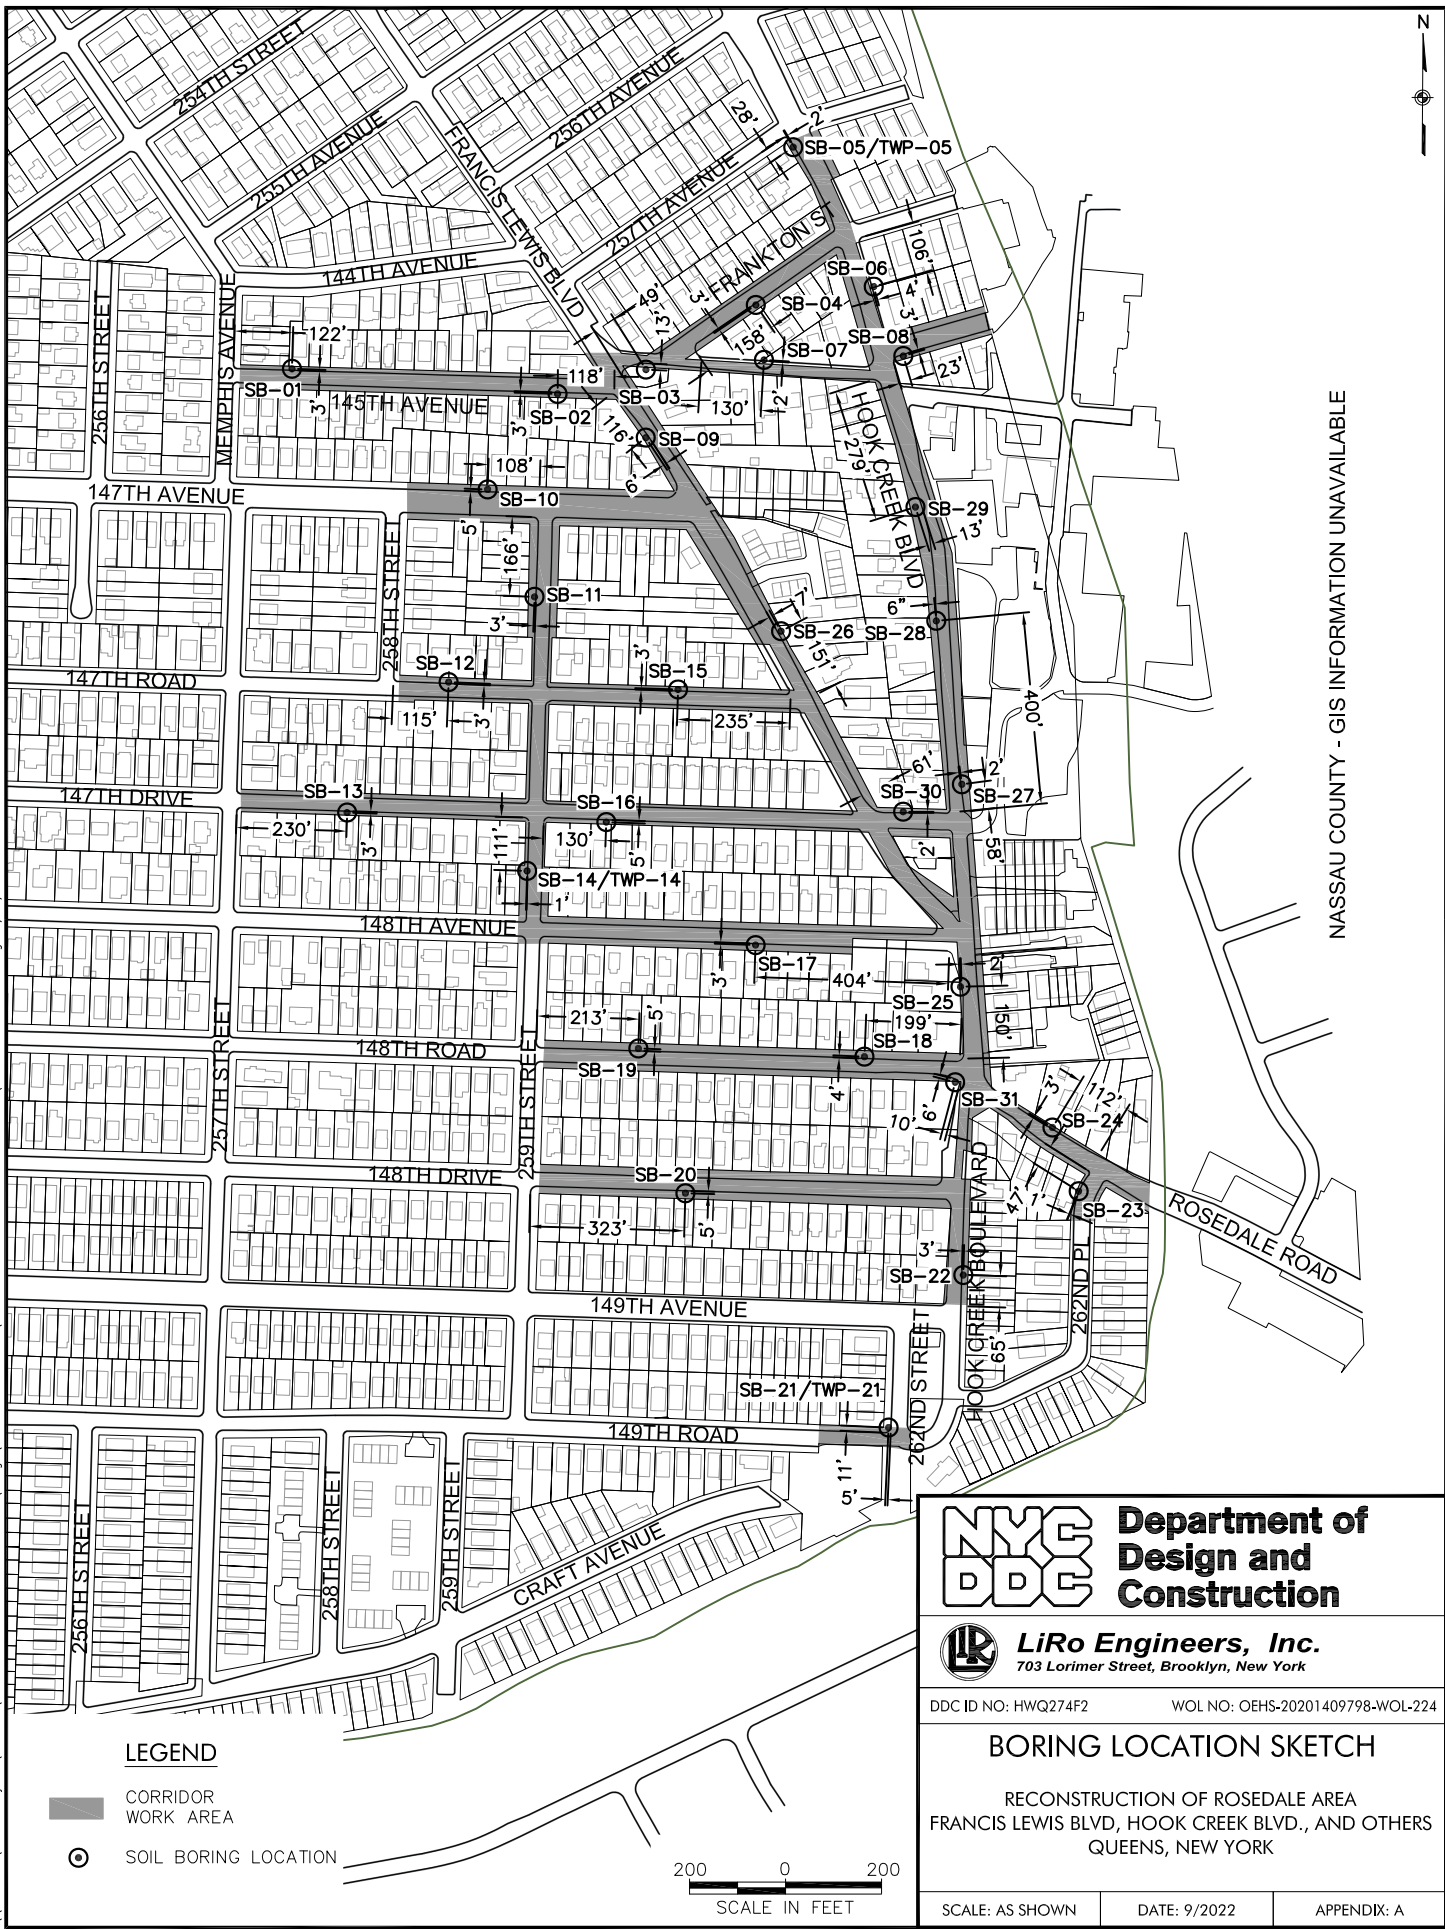 N
254TH STREET
255TH AVENUE
256TH AVENUE
257TH AVENUE
FRANCIS LEWIS BLVD
28'
2'
SB-05/TWP-05
FRANKTON ST
106'
SB-06
4'
144TH AVENUE
MEMPHIS AVENUE
256TH STREET
49'
3'
13'
SB-04
158'
SB-07
SB-08
3'
23'
122'
SB-01
3'
145TH AVENUE
118'
SB-02
3'
SB-03
130'
2'
116'
SB-09
6'
HOOK CREEK BLVD
279'
147TH AVENUE
108'
SB-10
5'
166'
SB-29
13'
258TH STREET
SB-11
3'
7'
SB-26
151'
6"
SB-28
400'
SB-12
115'
3'
147TH ROAD
3'
SB-15
235'
147TH DRIVE
SB-13
230'
3'
SB-16
130'
5'
111'
61'
SB-30
2'
2'
SB-27
58'
SB-14/TWP-14
1'
148TH AVENUE
SB-17
3'
404'
SB-25
2'
150'
257TH STREET
259TH STREET
148TH ROAD
213'
5'
SB-19
199'
SB-18
4'
SB-31
6'
10'
3'
112'
SB-24
148TH DRIVE
SB-20
323'
5'
47'
1'
SB-23
ROSEDALE ROAD
3'
SB-22
HOOK CREEK BOULEVARD
262ND PL
65'
149TH AVENUE
262ND STREET
SB-21/TWP-21
149TH ROAD
11'
5'
256TH STREET
258TH STREET
259TH STREET
CRAFT AVENUE
NASSAU COUNTY - GIS INFORMATION UNAVAILABLE
LEGEND
CORRIDOR
WORK AREA
SOIL BORING LOCATION
200 0 200
SCALE IN FEET
NYC
DDC
Department of
Design and
Construction
LiRo
LiRo Engineers, Inc.
703 Lorimer Street, Brooklyn, New York
DDC ID NO: HWQ274F2 WOL NO: OEHS-20201409798-WOL-224
BORING LOCATION SKETCH
RECONSTRUCTION OF ROSEDALE AREA
FRANCIS LEWIS BLVD, HOOK CREEK BLVD., AND OTHERS
QUEENS, NEW YORK
SCALE: AS SHOWN DATE: 9/2022 APPENDIX: A